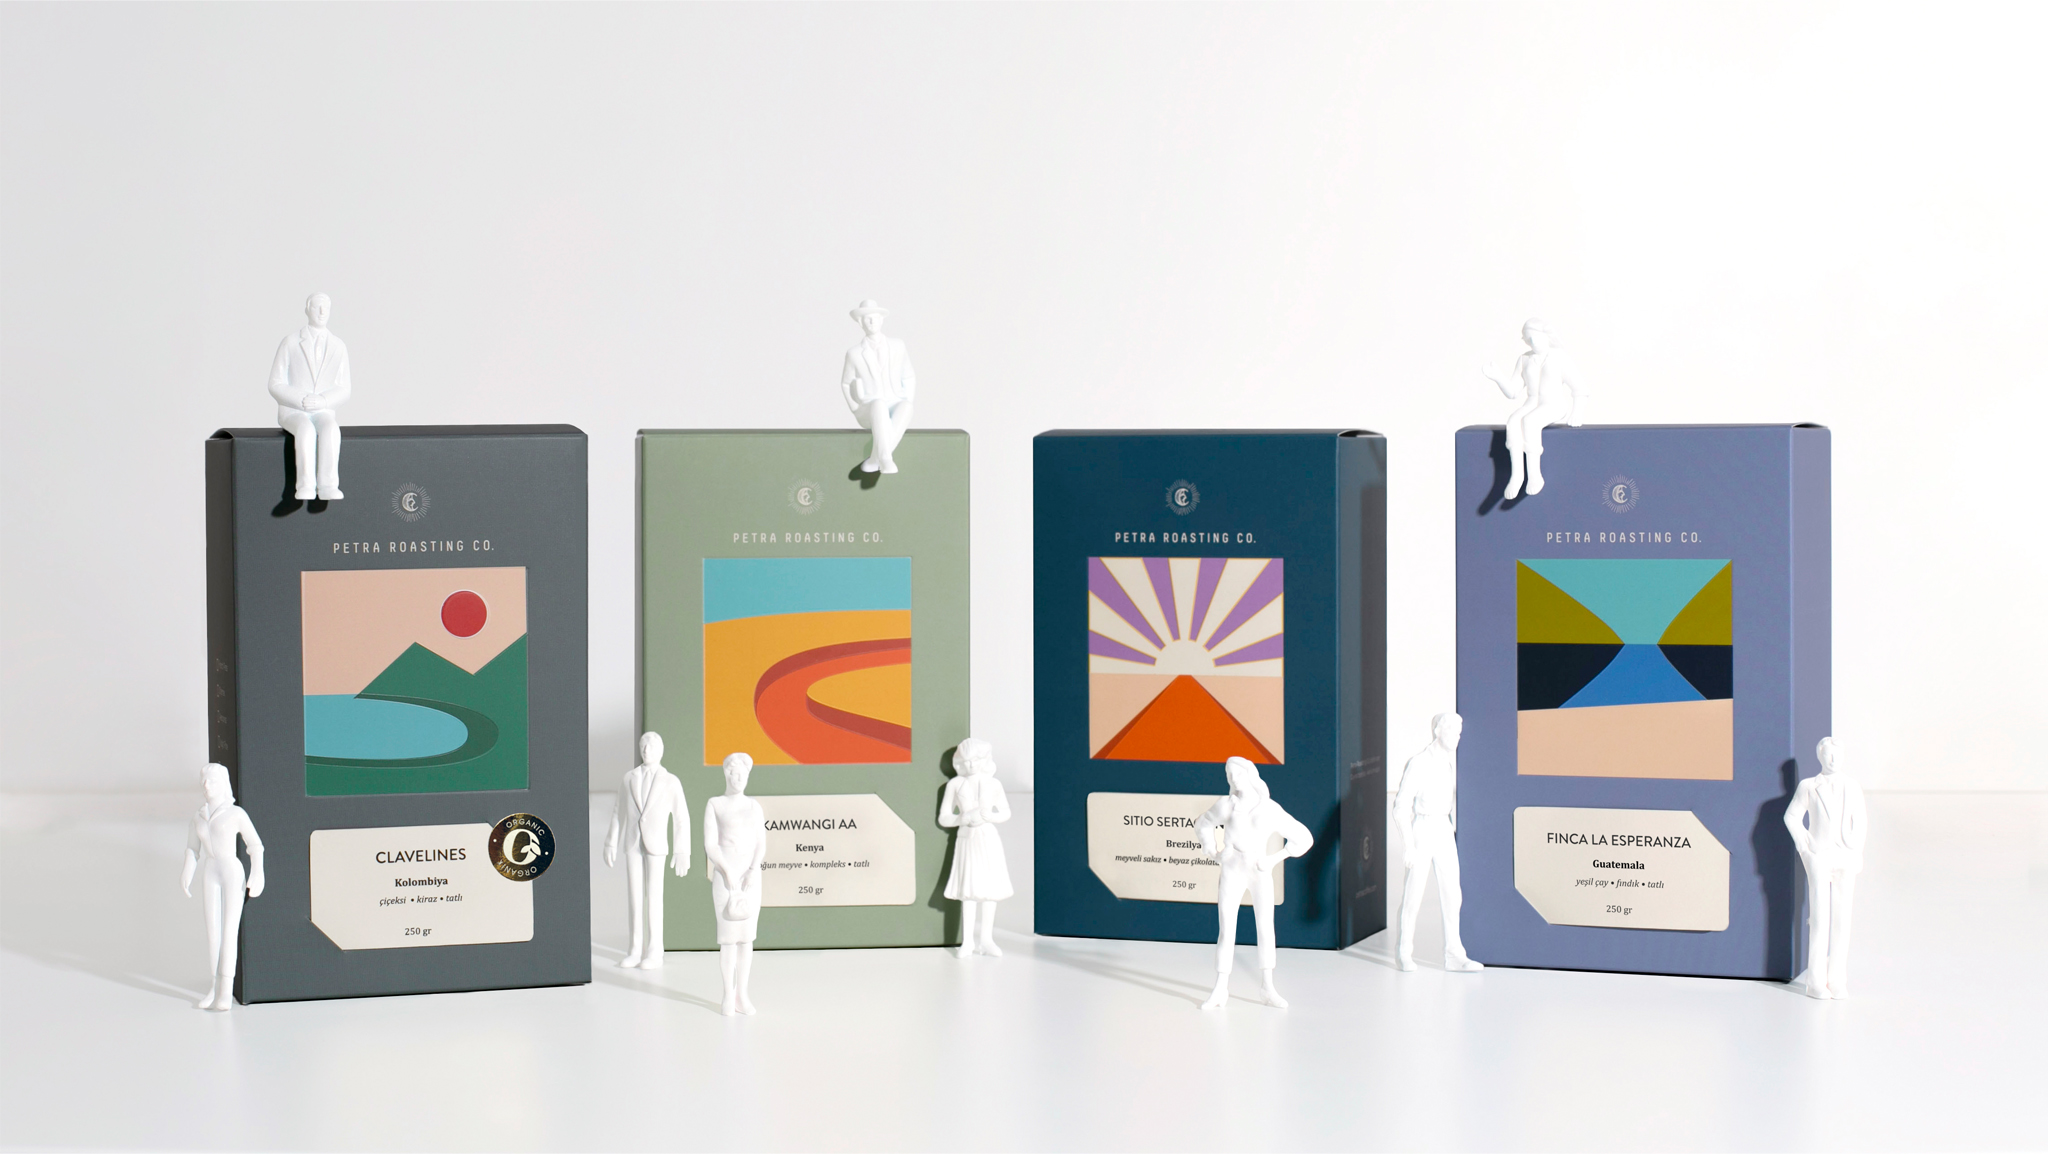 PETRA ROASTING CO.
CLAVELINES
Kolombiya
çiçeksi • kiraz • tatlı
250 gr
ORGANIC
ORGANIC
PETRA ROASTING CO.
KAMWANGI AA
Kenya
meyve • kompleks • tatlı
250 gr
PETRA ROASTING CO.
SITIO
Brezilya
meyveli sakız • beyaz
250 gr
PETRA ROASTING CO.
FINCA LA ESPERANZA
Guatemala
yeşil çay • fındık • tatlı
250 gr